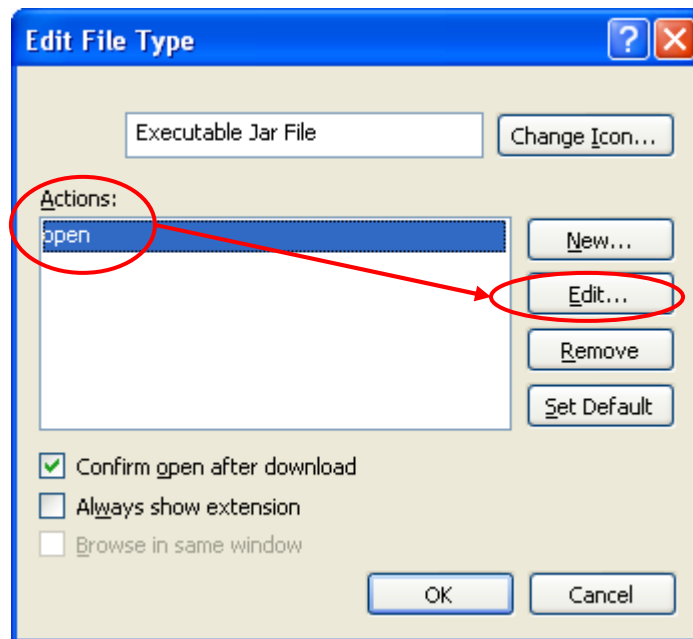 Edit File Type
?
Executable Jar File
Change Icon...
Actions:
open
New...
Edit...
Remove
Set Default
Confirm open after download
Always show extension
Browse in same window
OK
Cancel